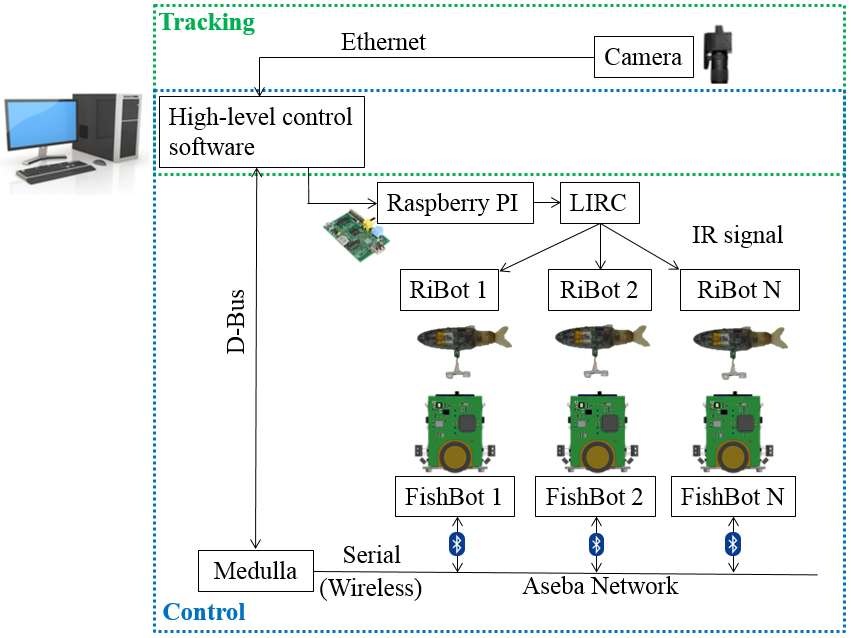 Tracking
Ethernet
Camera
High-level control
software
Raspberry PI
LIRC
IR signal
RiBot 1
RiBot 2
RiBot N
D-Bus
FishBot 1
FishBot 2
FishBot N
Medulla
Serial
(Wireless)
Aseba Network
Control